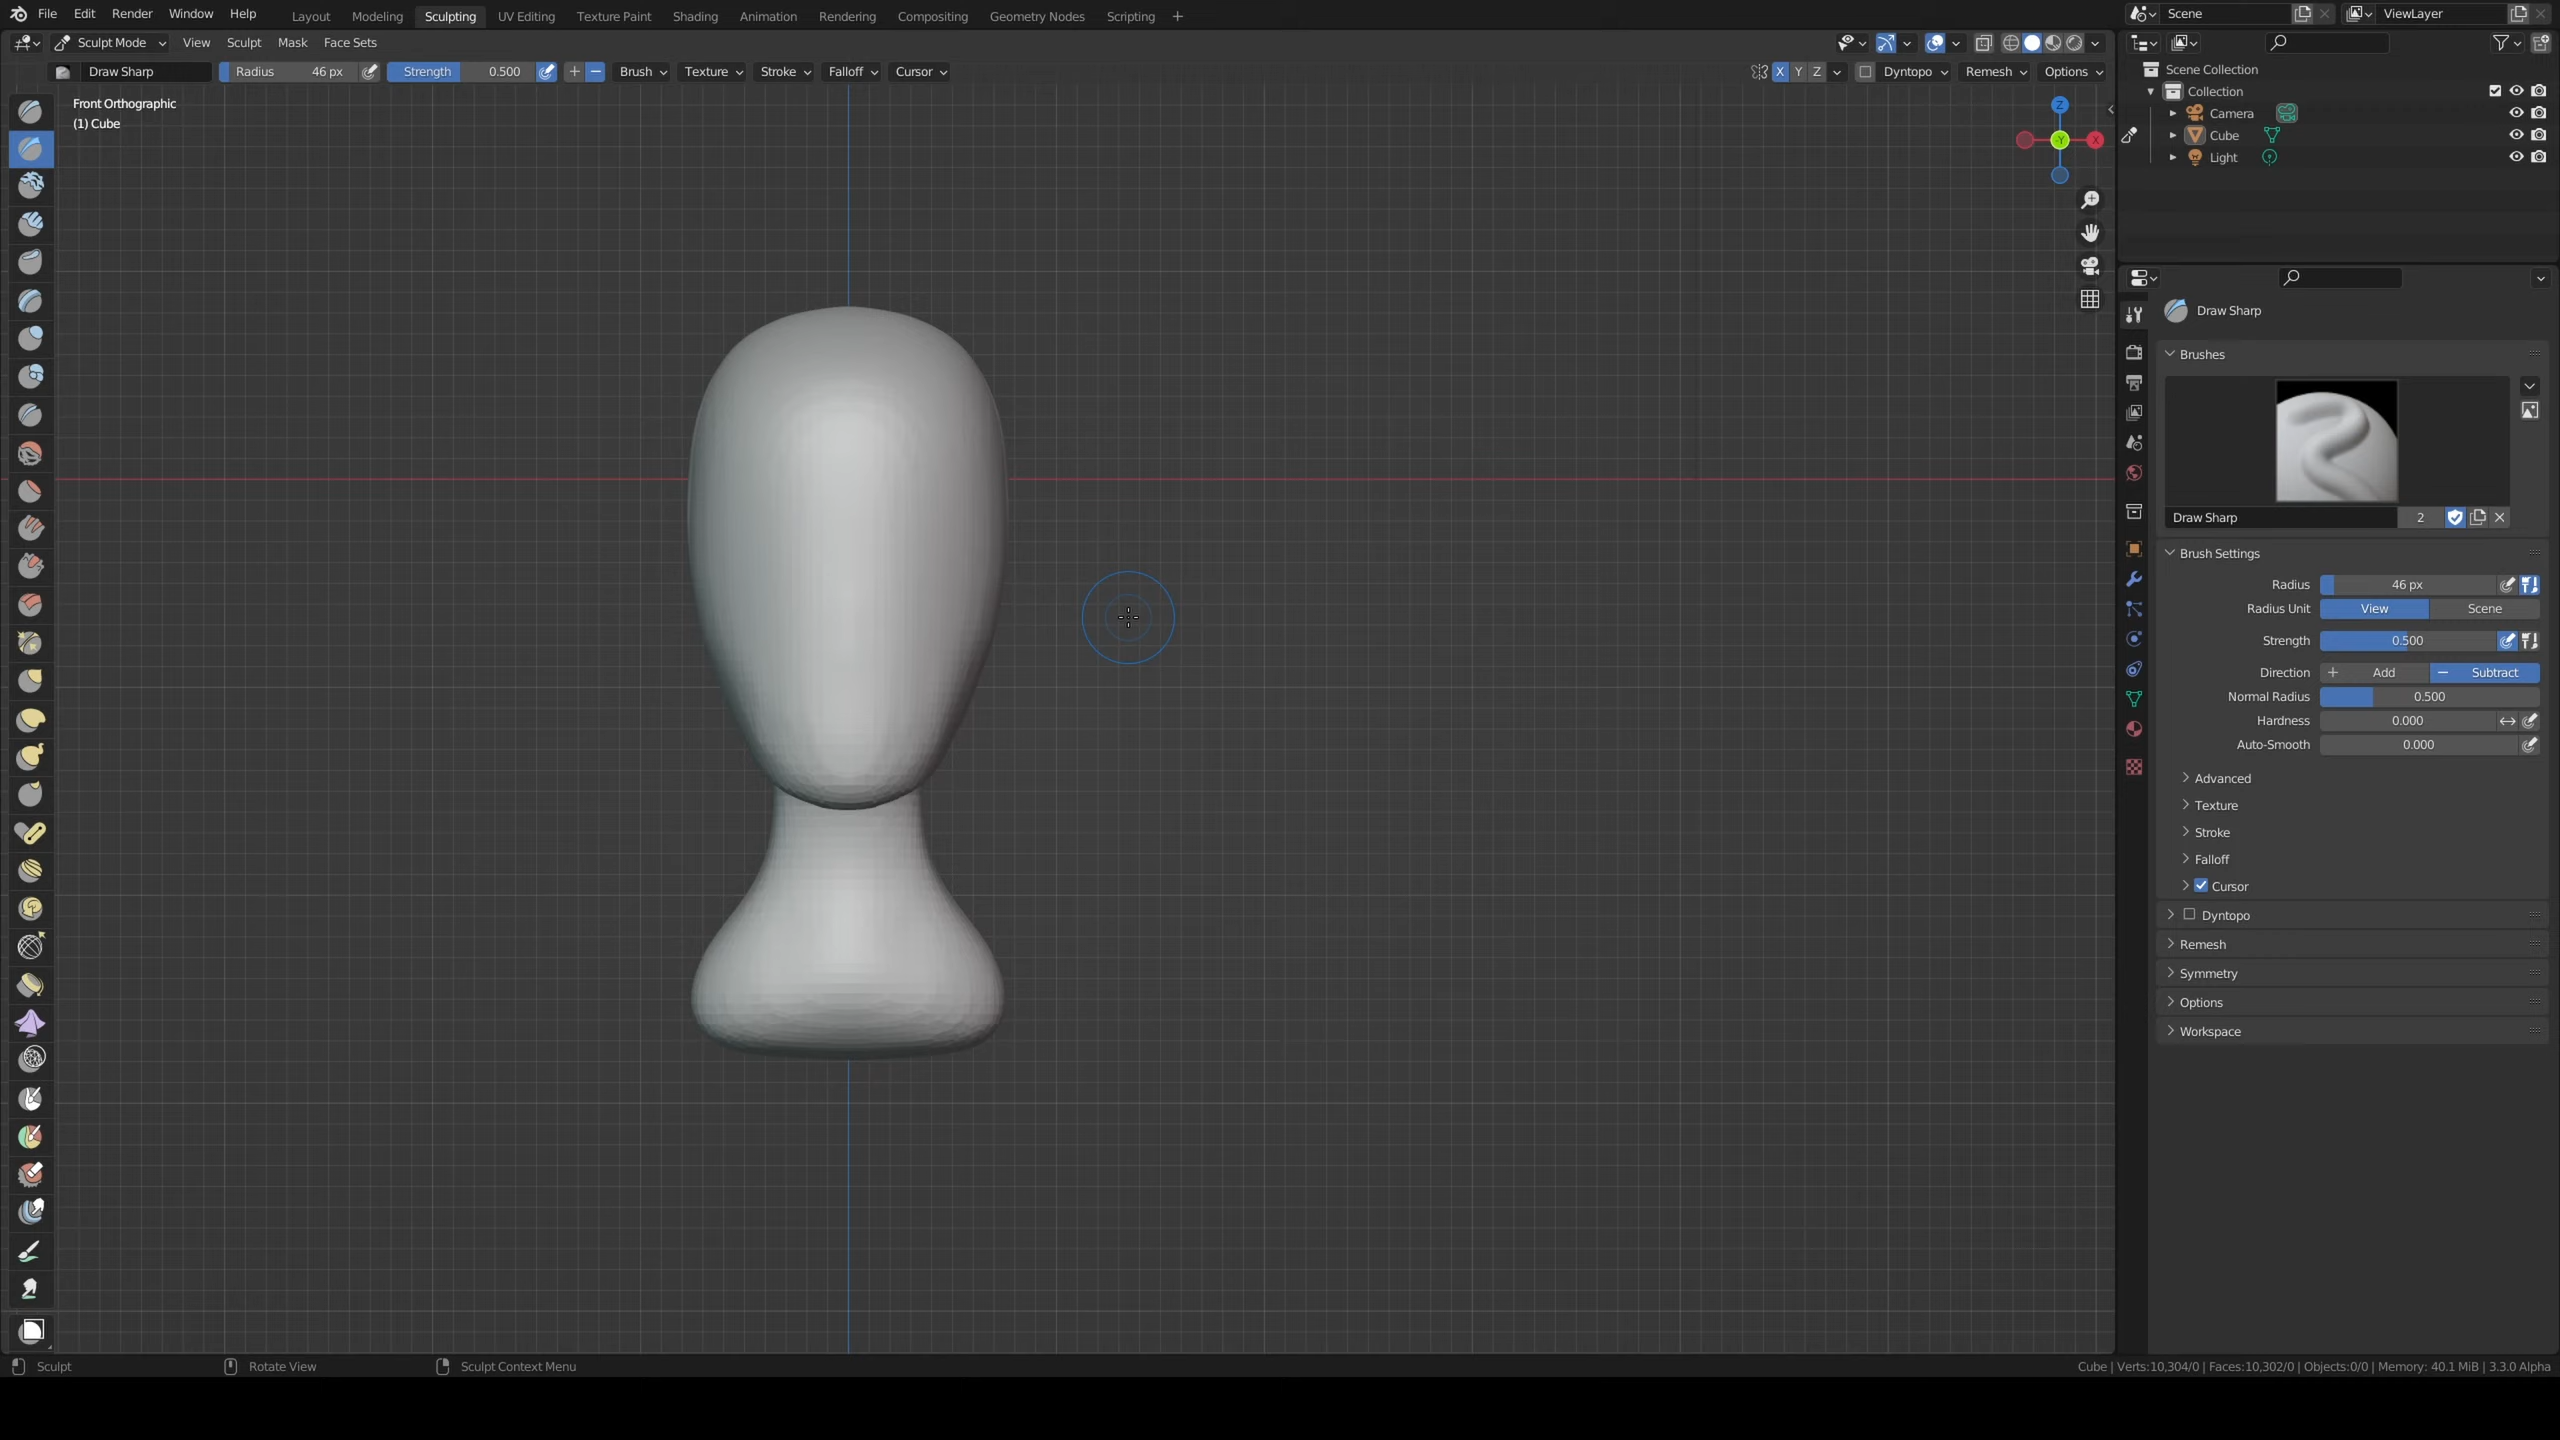 File Edit Render Window Help Layout Modeling Sculpting UV Editing Texture Paint Shading Animation Rendering Compositing Geometry Nodes Scripting +
Scene
ViewLayer
Sculpt Mode View Sculpt Mask Face Sets
Draw Sharp Radius 46 px Strength 0.500 Brush Texture Stroke Falloff Cursor
X Y Z Dyntopo Remesh Options
Front Orthographic
(1) Cube
Z
Y
X
Scene Collection
Collection
Camera
Cube
Light
Draw Sharp
Brushes
Draw Sharp 2
Brush Settings
Radius 46 px
Radius Unit View Scene
Strength 0.500
Direction Add Subtract
Normal Radius 0.500
Hardness 0.000
Auto-Smooth 0.000
Advanced
Texture
Stroke
Falloff
Cursor
Dyntopo
Remesh
Symmetry
Options
Workspace
Sculpt Rotate View Sculpt Context Menu
Cube | Verts:10,304/0 | Faces:10,302/0 | Objects:0/0 | Memory: 40.1 MiB | 3.3.0 Alpha